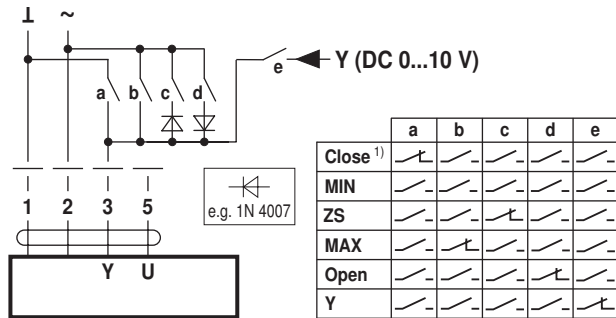 ⊥ ~
a b c d e
Y (DC 0...10 V)
1 2 3 5
Y U
e.g. 1N 4007
a b c d e
Close 1)
MIN
ZS
MAX
Open
Y